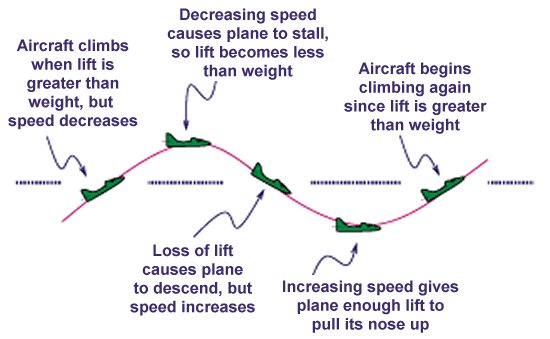 Aircraft climbs
when lift is
greater than
weight, but
speed decreases
Decreasing speed
causes plane to stall,
so lift becomes less
than weight
Loss of lift
causes plane
to descend, but
speed increases
Increasing speed gives
plane enough lift to
pull its nose up
Aircraft begins
climbing again
since lift is greater
than weight